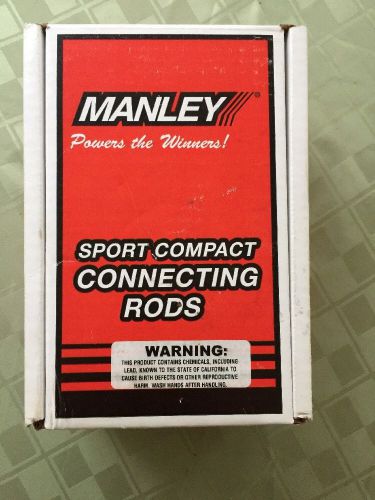 MANLEY®
Powers the Winners!
SPORT COMPACT
CONNECTING
RODS
WARNING:
THIS PRODUCT CONTAINS CHEMICALS, INCLUDING
LEAD, KNOWN TO THE STATE OF CALIFORNIA TO
CAUSE BIRTH DEFECTS OR OTHER REPRODUCTIVE
HARM. WASH HANDS AFTER HANDLING.